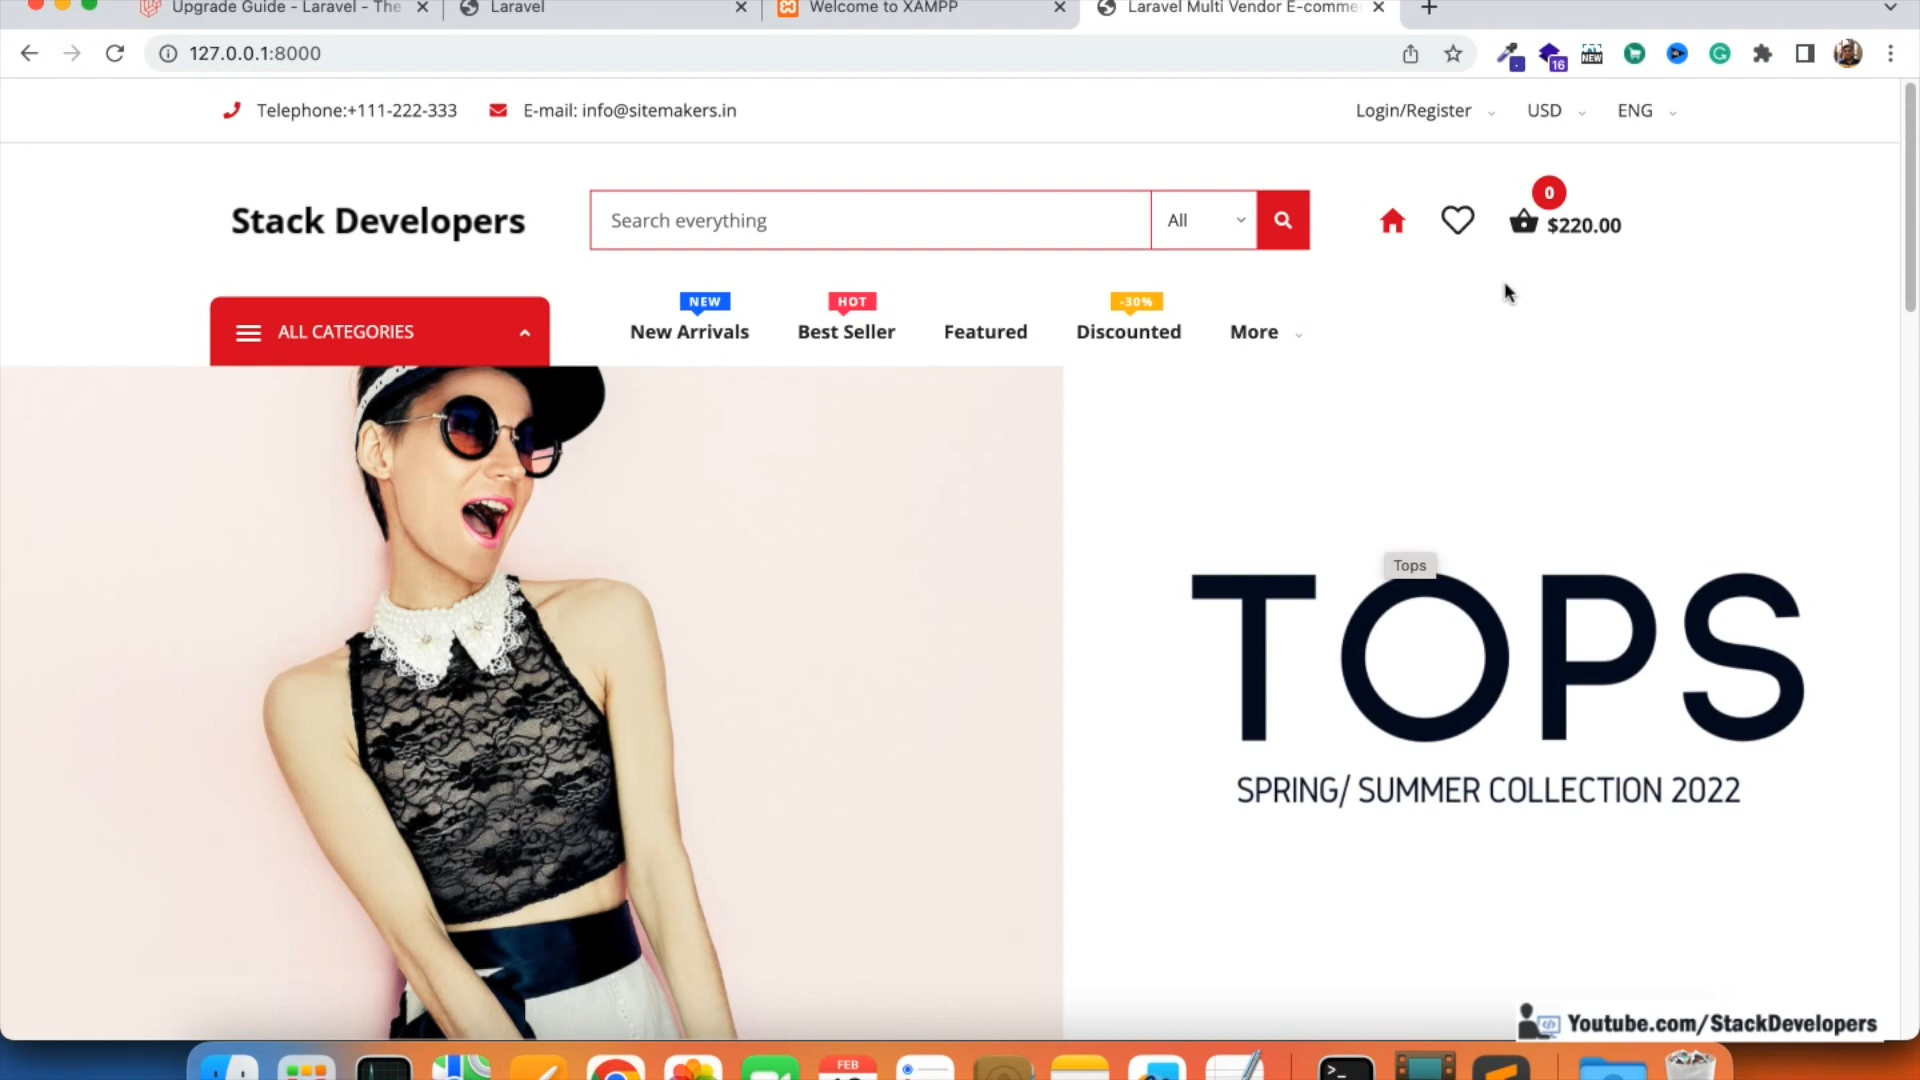 Upgrade Guide - Laravel - The
Laravel
Welcome to XAMPP
Laravel Multi Vendor E-comme
127.0.0.1:8000
16
NEW
Telephone:+111-222-333
E-mail: info@sitemakers.in
Login/Register
USD
ENG
Stack Developers
Search everything
All
0
$220.00
ALL CATEGORIES
NEW
New Arrivals
HOT
Best Seller
Featured
-30%
Discounted
More
Tops
TOPS
SPRING/ SUMMER COLLECTION 2022
Youtube.com/StackDevelopers
FEB